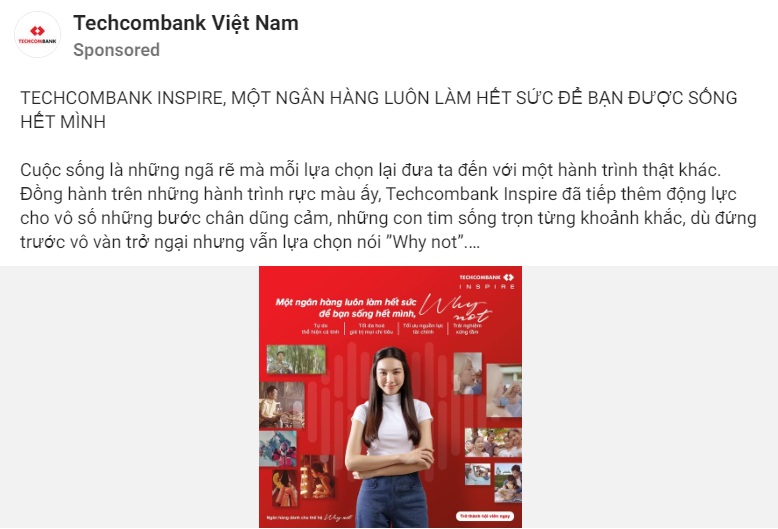 TECHCOMBANK
Techcombank Việt Nam
Sponsored
TECHCOMBANK INSPIRE, MỘT NGÂN HÀNG LUÔN LÀM HẾT SỨC ĐỂ BẠN ĐƯỢC SỐNG
HẾT MÌNH
Cuộc sống là những ngã rẽ mà mỗi lựa chọn lại đưa ta đến với một hành trình thật khác.
Đồng hành trên những hành trình rực màu ấy, Techcombank Inspire đã tiếp thêm động lực
cho vô số những bước chân dũng cảm, những con tim sống trọn từng khoảnh khắc, dù đứng
trước vô vàn trở ngại nhưng vẫn lựa chọn nói ”Why not”....
TECHCOMBANK
INSPIRE
Một ngân hàng luôn làm hết sức
để bạn sống hết mình,
Why not
Tự do
thể hiện cá tính
Tối đa hoá
giá trị mọi chi tiêu
Tối ưu nguồn lực
tài chính
Trải nghiệm
xứng tầm
Ngân hàng dành cho thế hệ Why not
Trở thành hội viên ngay